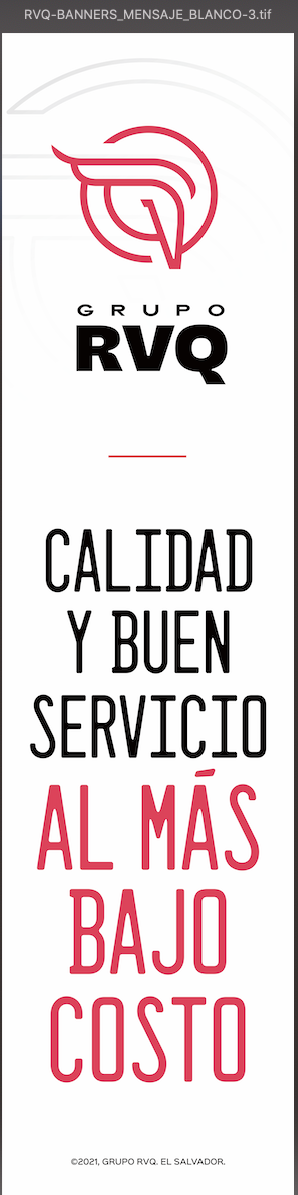 RVQ-BANNERS_MENSAJE_BLANCO-3.tif
GRUPO
RVQ
CALIDAD
Y BUEN
SERVICIO
AL MÁS
BAJO
COSTO
©2021, GRUPO RVQ. EL SALVADOR.